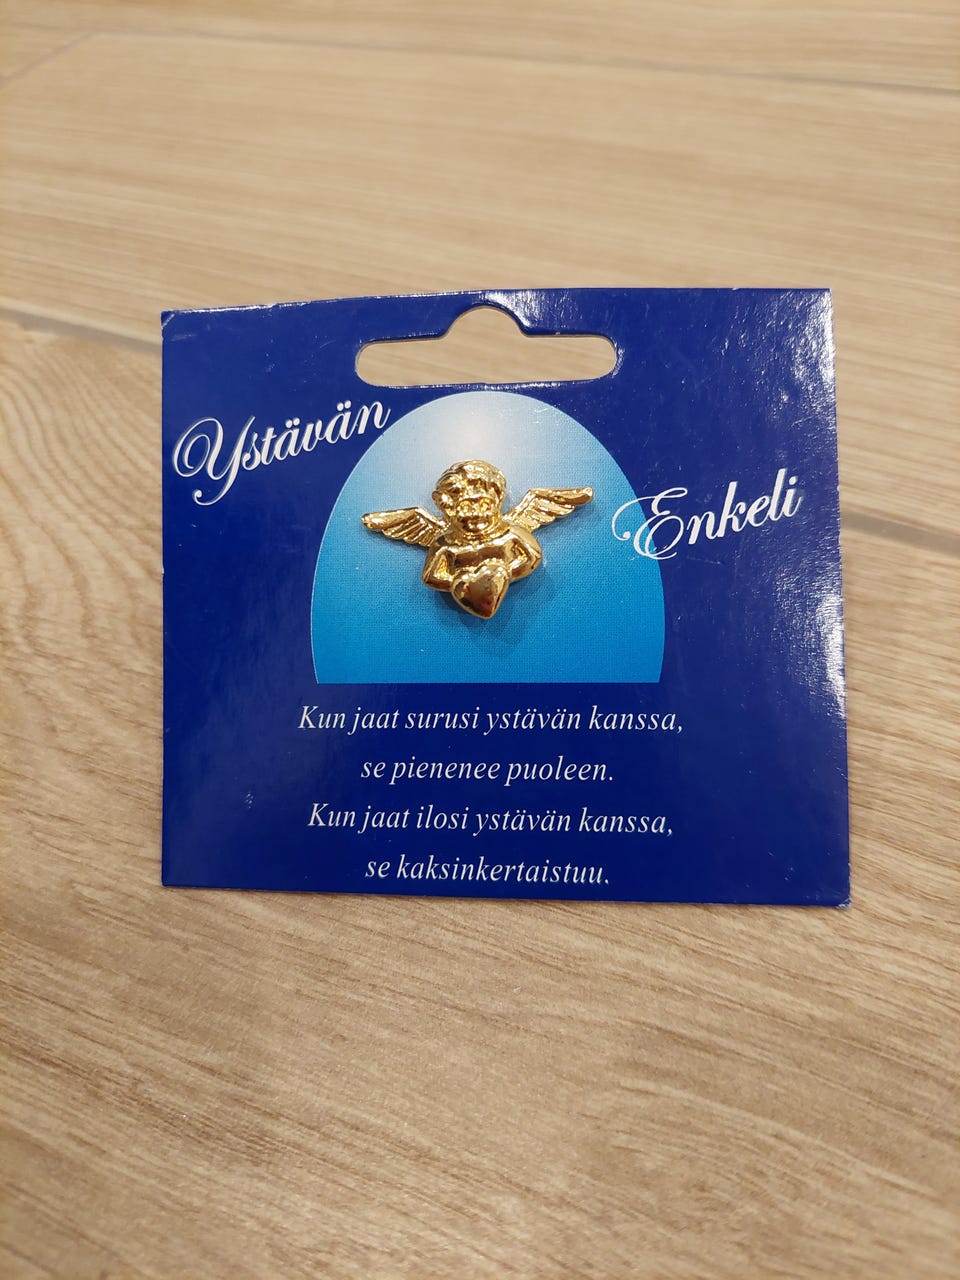 Ystävän
Enkeli
Kun jaat surusi ystävän kanssa,
se pienenee puoleen.
Kun jaat ilosi ystävän kanssa,
se kaksinkertaistuu.